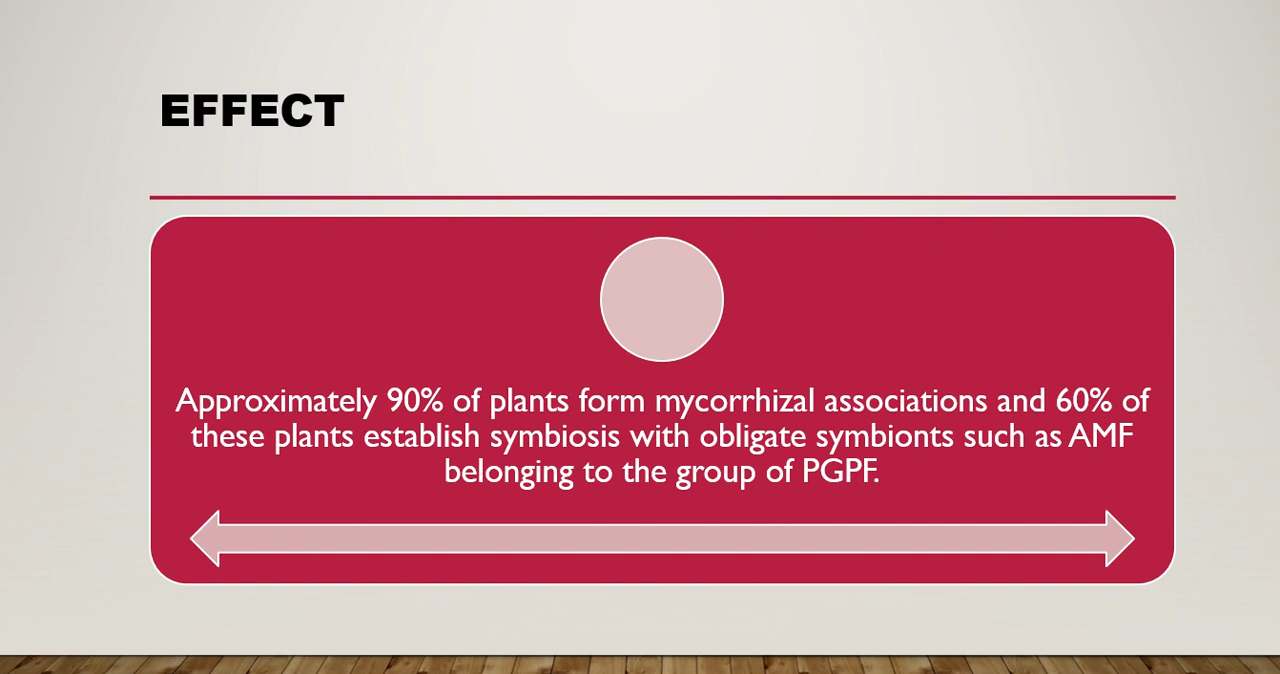 EFFECT
Approximately 90% of plants form mycorrhizal associations and 60% of
these plants establish symbiosis with obligate symbionts such as AMF
belonging to the group of PGPF.